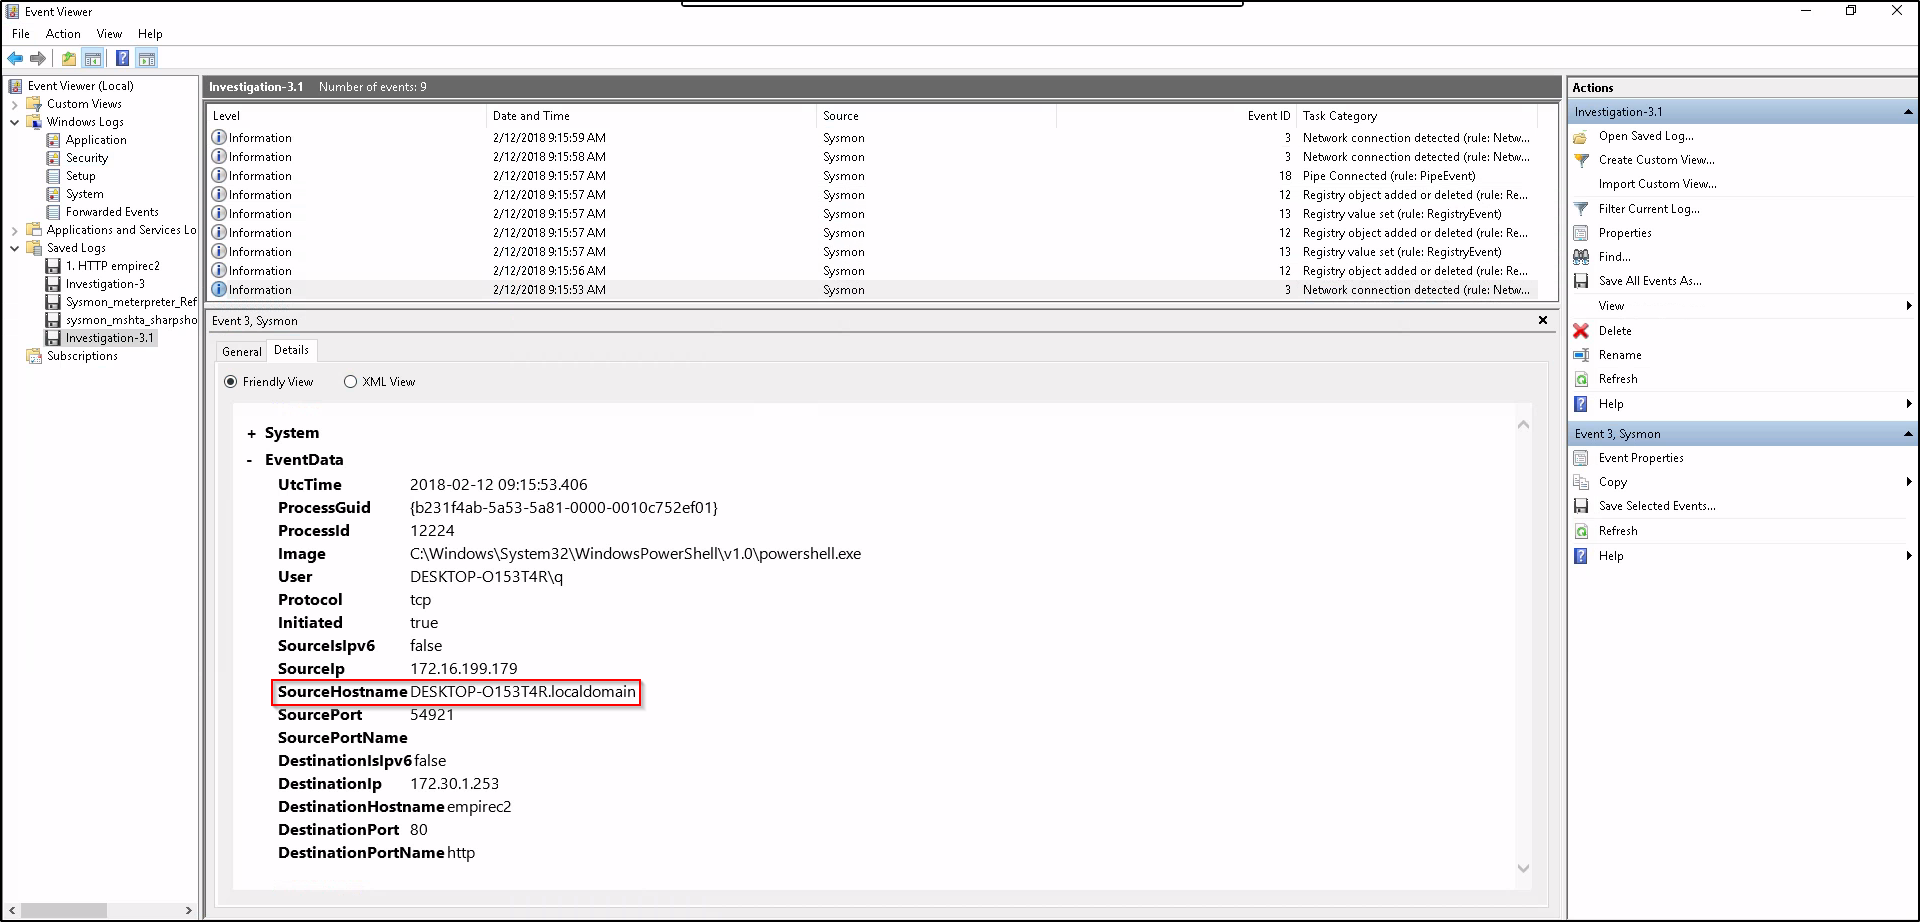 Event Viewer
File Action View Help
Event Viewer (Local)
Custom Views
Windows Logs
Application
Security
Setup
System
Forwarded Events
Applications and Services Lo
Saved Logs
1. HTTP empirec2
Investigation-3
Sysmon_meterpreter_Ref
sysmon_mshta_sharpsho
Investigation-3.1
Subscriptions
Investigation-3.1 Number of events: 9
Level Date and Time Source Event ID Task Category
Information 2/12/2018 9:15:59 AM Sysmon 3 Network connection detected (rule: Netw...
Information 2/12/2018 9:15:58 AM Sysmon 3 Network connection detected (rule: Netw...
Information 2/12/2018 9:15:57 AM Sysmon 18 Pipe Connected (rule: PipeEvent)
Information 2/12/2018 9:15:57 AM Sysmon 12 Registry object added or deleted (rule: Re...
Information 2/12/2018 9:15:57 AM Sysmon 13 Registry value set (rule: RegistryEvent)
Information 2/12/2018 9:15:57 AM Sysmon 12 Registry object added or deleted (rule: Re...
Information 2/12/2018 9:15:57 AM Sysmon 13 Registry value set (rule: RegistryEvent)
Information 2/12/2018 9:15:56 AM Sysmon 12 Registry object added or deleted (rule: Re...
Information 2/12/2018 9:15:53 AM Sysmon 3 Network connection detected (rule: Netw...
Event 3, Sysmon
General Details
Friendly View XML View
+ System
- EventData
UtcTime 2018-02-12 09:15:53.406
ProcessGuid {b231f4ab-5a53-5a81-0000-0010c752ef01}
ProcessId 12224
Image C:\Windows\System32\WindowsPowerShell\v1.0\powershell.exe
User DESKTOP-O153T4R\q
Protocol tcp
Initiated true
SourceIsIpv6 false
SourceIp 172.16.199.179
SourceHostname DESKTOP-O153T4R.localdomain
SourcePort 54921
SourcePortName
DestinationIsIpv6 false
DestinationIp 172.30.1.253
DestinationHostname empirec2
DestinationPort 80
DestinationPortName http
Actions
Investigation-3.1
Open Saved Log...
Create Custom View...
Import Custom View...
Filter Current Log...
Properties
Find...
Save All Events As...
View
Delete
Rename
Refresh
Help
Event 3, Sysmon
Event Properties
Copy
Save Selected Events...
Refresh
Help